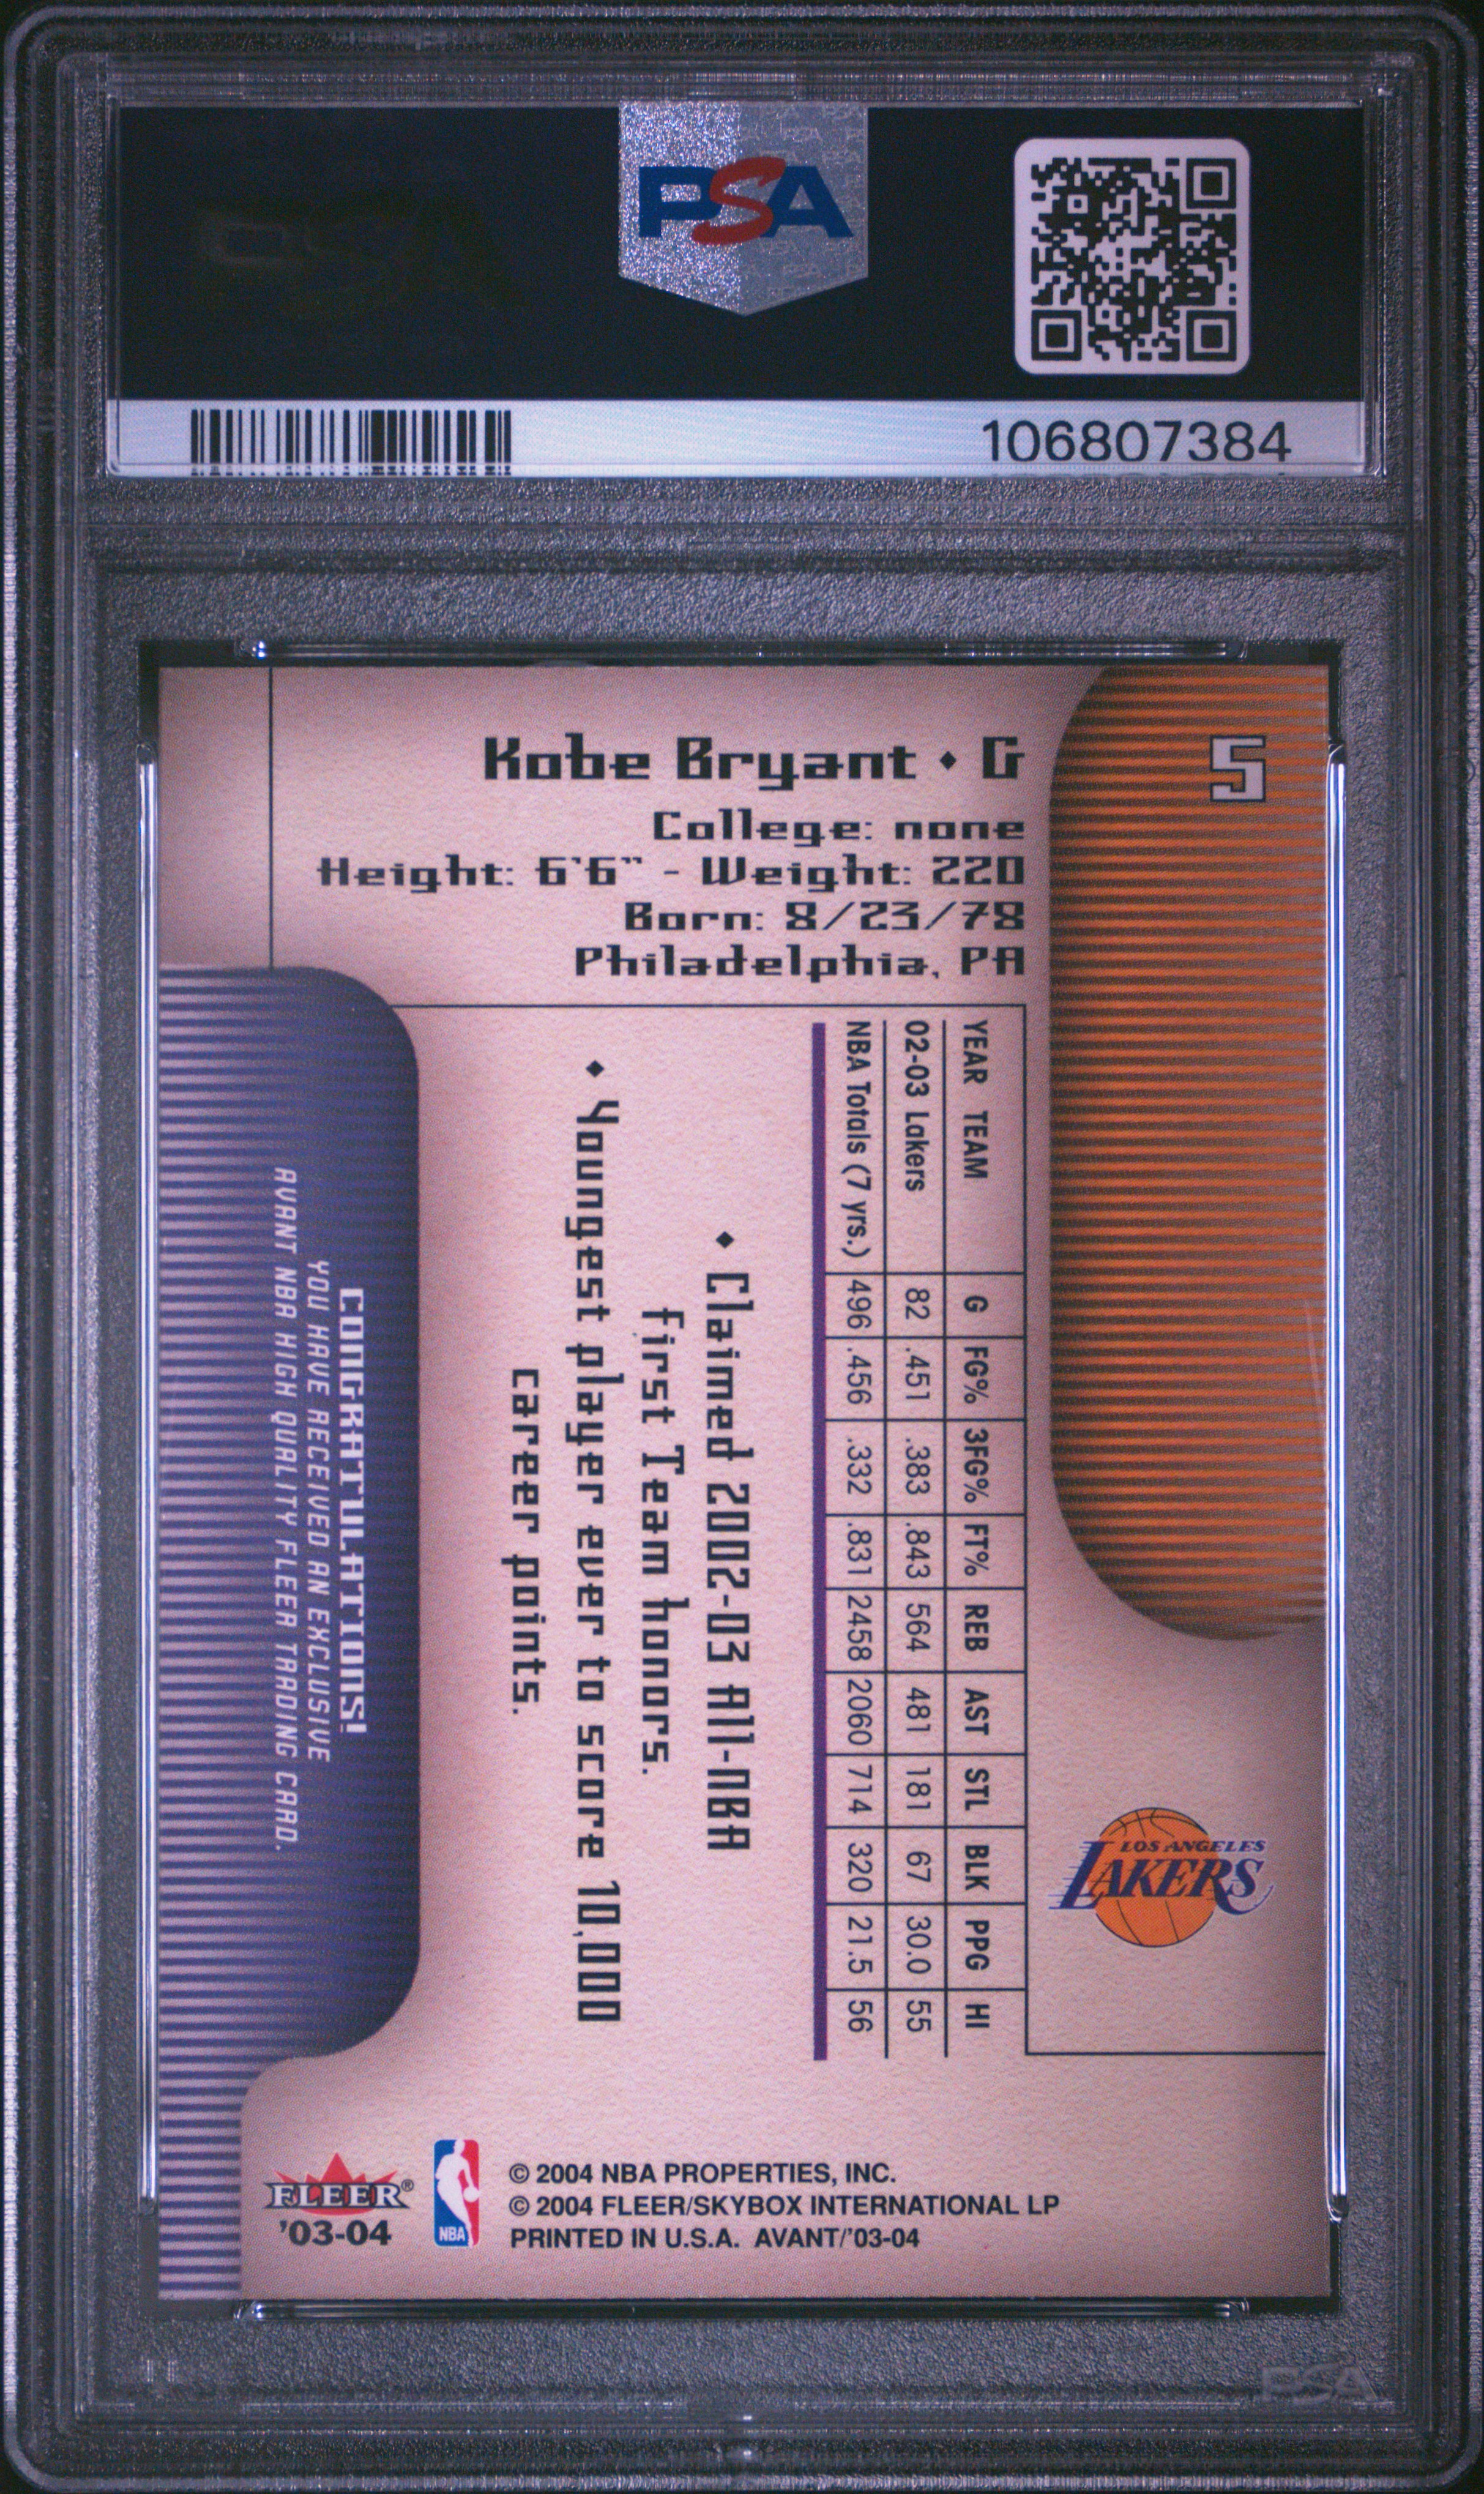 PSA
106807384
5
Kobe Bryant • G
College: none
Height: 6'6" - Weight: 220
Born: 8/23/78
Philadelphia, PA
LOS ANGELES
LAKERS
YEAR TEAM G FG% 3FG% FT% REB AST STL BLK PPG HI
02-03 Lakers 82 .451 .383 .843 564 481 181 67 30.0 55
NBA Totals (7 yrs.) 496 .456 .332 .831 2458 2060 714 320 21.5 56
♦ Claimed 2002-03 All-NBA
First Team honors.
♦ Youngest player ever to score 10,000
career points.
CONGRATULATIONS!
YOU HAVE RECEIVED AN EXCLUSIVE
AVANT NBA HIGH QUALITY FLEER TRADING CARD.
FLEER®
'03-04
NBA
© 2004 NBA PROPERTIES, INC.
© 2004 FLEER/SKYBOX INTERNATIONAL LP
PRINTED IN U.S.A. AVANT/'03-04
PSA